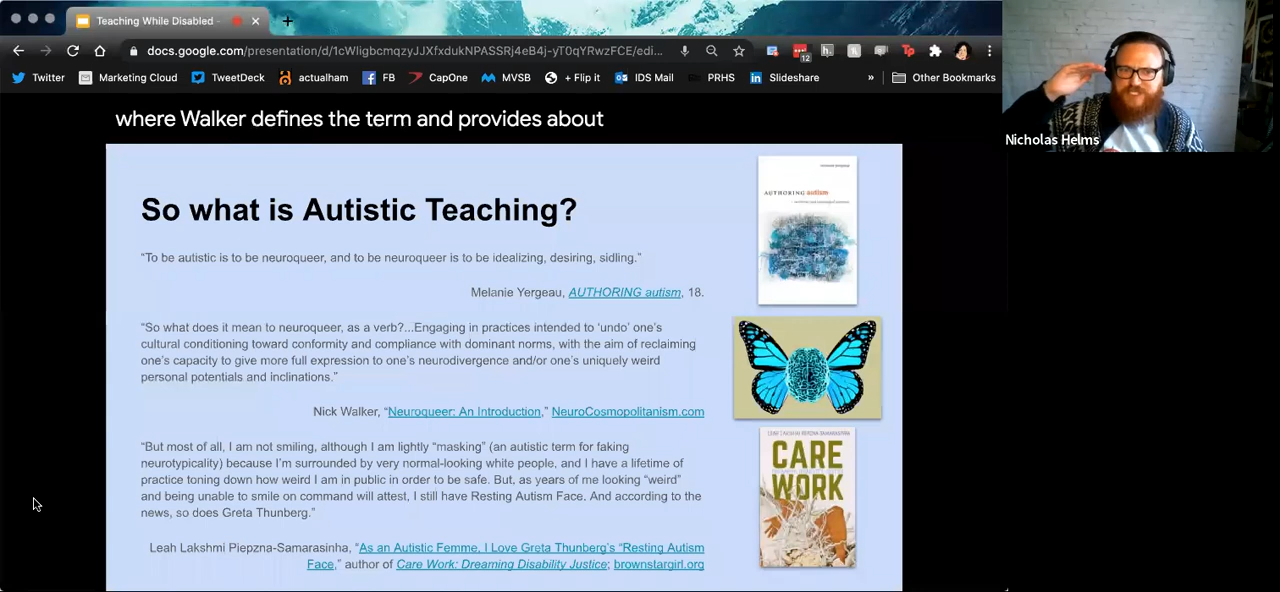 Teaching While Disabled -
docs.google.com/presentation/d/1cWligbcmqzyJJXfxdukNPASSRj4eB4j-yT0qYRwzFCE/edi...
12
Twitter
Marketing Cloud
TweetDeck
actualham
FB
CapOne
MVSB
+ Flip it
IDS Mail
PRHS
Slideshare
»
Other Bookmarks
where Walker defines the term and provides about
Nicholas Helms
So what is Autistic Teaching?
“To be autistic is to be neuroqueer, and to be neuroqueer is to be idealizing, desiring, sidling.”
Melanie Yergeau, AUTHORING autism, 18.
“So what does it mean to neuroqueer, as a verb?...Engaging in practices intended to ‘undo’ one’s
cultural conditioning toward conformity and compliance with dominant norms, with the aim of reclaiming
one’s capacity to give more full expression to one’s neurodivergence and/or one’s uniquely weird
personal potentials and inclinations.”
Nick Walker, “Neuroqueer: An Introduction,” NeuroCosmopolitanism.com
“But most of all, I am not smiling, although I am lightly “masking” (an autistic term for faking
neurotypicality) because I’m surrounded by very normal-looking white people, and I have a lifetime of
practice toning down how weird I am in public in order to be safe. But, as years of me looking “weird”
and being unable to smile on command will attest, I still have Resting Autism Face. And according to the
news, so does Greta Thunberg.”
Leah Lakshmi Piepzna-Samarasinha, “As an Autistic Femme, I Love Greta Thunberg’s “Resting Autism
Face,” author of Care Work: Dreaming Disability Justice; brownstargirl.org
AUTHORING autism
CARE
WORK